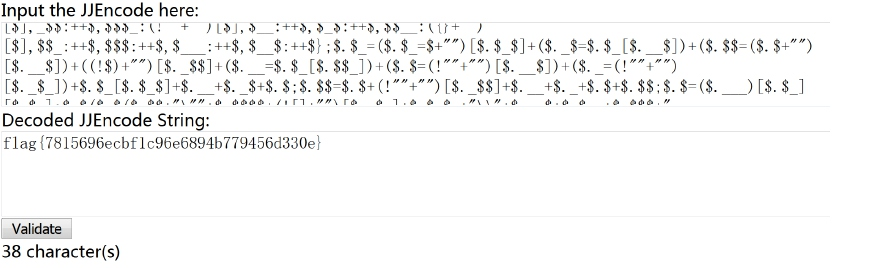 Input the JJEncode here:
[$],$$_:++$,$$$:++$,$___:++$,$__$:++$};$.$_=($.$_=$+"")[$.$_$]+($._$=$.$_[$.__$])+($.$$=($.$+"")
[$.__$])+((!$)+"")[$._$$]+($.__=$.$_[$.$$_])+($.$=(!""+"")[$.__$])+($._=(!""+"")
[$._$_])+$.$_[$.$_$]+$.__+$._$+$.$;$.$$=$.$+(!""+"")[$._$$]+$.__+$._+$.$+$.$$;$.$=($.___)[$.$_]
Decoded JJEncode String:
flag{7815696ecbf1c96e6894b779456d330e}
Validate
38 character(s)